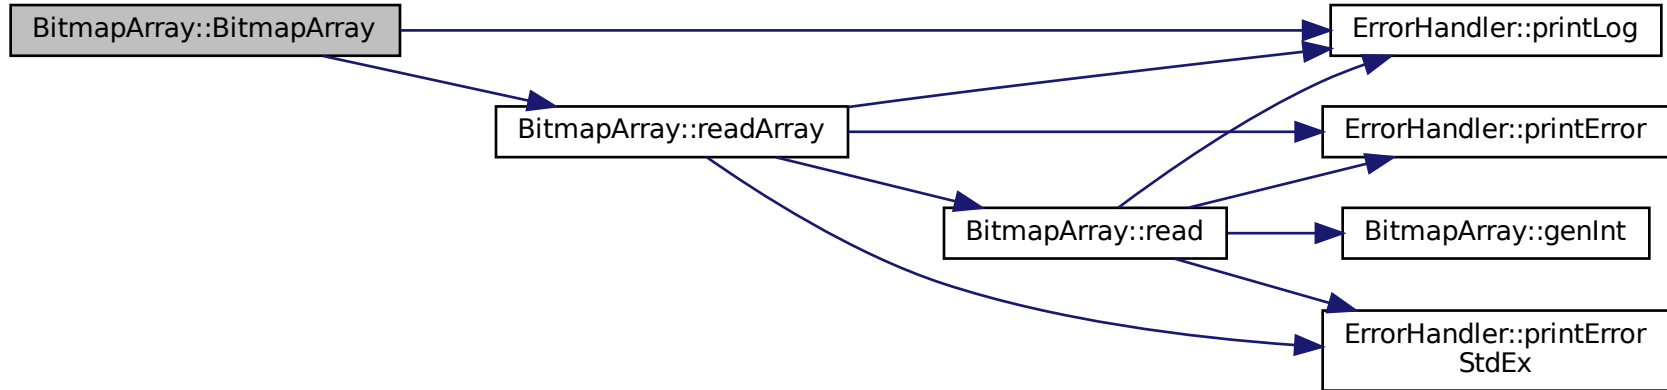 BitmapArray::BitmapArray
ErrorHandler::printLog
BitmapArray::readArray
ErrorHandler::printError
BitmapArray::read
BitmapArray::genInt
ErrorHandler::printError
StdEx